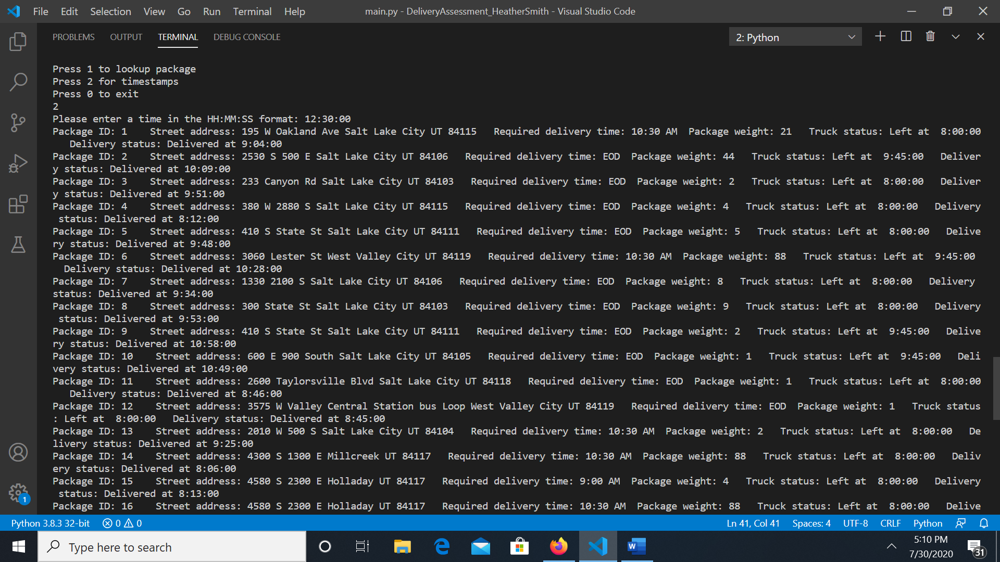 File Edit Selection View Go Run Terminal Help main.py - DeliveryAssessment_HeatherSmith - Visual Studio Code
PROBLEMS OUTPUT TERMINAL DEBUG CONSOLE 2: Python
Press 1 to lookup package
Press 2 for timestamps
Press 0 to exit
2
Please enter a time in the HH:MM:SS format: 12:30:00
Package ID: 1    Street address: 195 W Oakland Ave Salt Lake City UT 84115   Required delivery time: 10:30 AM  Package weight: 21   Truck status: Left at  8:00:00
   Delivery status: Delivered at 9:04:00
Package ID: 2    Street address: 2530 S 500 E Salt Lake City UT 84106   Required delivery time: EOD  Package weight: 44   Truck status: Left at  9:45:00   Deliver
y status: Delivered at 10:09:00
Package ID: 3    Street address: 233 Canyon Rd Salt Lake City UT 84103   Required delivery time: EOD  Package weight: 2   Truck status: Left at  8:00:00   Deliver
y status: Delivered at 9:51:00
Package ID: 4    Street address: 380 W 2880 S Salt Lake City UT 84115   Required delivery time: EOD  Package weight: 4   Truck status: Left at  8:00:00   Delivery
 status: Delivered at 8:12:00
Package ID: 5    Street address: 410 S State St Salt Lake City UT 84111   Required delivery time: EOD  Package weight: 5   Truck status: Left at  8:00:00   Delive
ry status: Delivered at 9:48:00
Package ID: 6    Street address: 3060 Lester St West Valley City UT 84119   Required delivery time: 10:30 AM  Package weight: 88   Truck status: Left at  9:45:00
  Delivery status: Delivered at 10:28:00
Package ID: 7    Street address: 1330 2100 S Salt Lake City UT 84106   Required delivery time: EOD  Package weight: 8   Truck status: Left at  8:00:00   Delivery
status: Delivered at 9:34:00
Package ID: 8    Street address: 300 State St Salt Lake City UT 84103   Required delivery time: EOD  Package weight: 9   Truck status: Left at  8:00:00   Delivery
 status: Delivered at 9:53:00
Package ID: 9    Street address: 410 S State St Salt Lake City UT 84111   Required delivery time: EOD  Package weight: 2   Truck status: Left at  9:45:00   Delive
ry status: Delivered at 10:58:00
Package ID: 10    Street address: 600 E 900 South Salt Lake City UT 84105   Required delivery time: EOD  Package weight: 1   Truck status: Left at  9:45:00   Deli
very status: Delivered at 10:49:00
Package ID: 11    Street address: 2600 Taylorsville Blvd Salt Lake City UT 84118   Required delivery time: EOD  Package weight: 1   Truck status: Left at  8:00:00
   Delivery status: Delivered at 8:46:00
Package ID: 12    Street address: 3575 W Valley Central Station bus Loop West Valley City UT 84119   Required delivery time: EOD  Package weight: 1   Truck status
: Left at  8:00:00   Delivery status: Delivered at 8:45:00
Package ID: 13    Street address: 2010 W 500 S Salt Lake City UT 84104   Required delivery time: 10:30 AM  Package weight: 2   Truck status: Left at  8:00:00   De
livery status: Delivered at 9:25:00
Package ID: 14    Street address: 4300 S 1300 E Millcreek UT 84117   Required delivery time: 10:30 AM  Package weight: 88   Truck status: Left at  8:00:00   Deliv
ery status: Delivered at 8:06:00
Package ID: 15    Street address: 4580 S 2300 E Holladay UT 84117   Required delivery time: 9:00 AM  Package weight: 4   Truck status: Left at  8:00:00   Delivery
 status: Delivered at 8:13:00
Package ID: 16    Street address: 4580 S 2300 E Holladay UT 84117   Required delivery time: 10:30 AM  Package weight: 88   Truck status: Left at  8:00:00   Delive
1
Python 3.8.3 32-bit 0 0 Ln 41, Col 41 Spaces: 4 UTF-8 CRLF Python
Type here to search
W
5:10 PM
7/30/2020
31